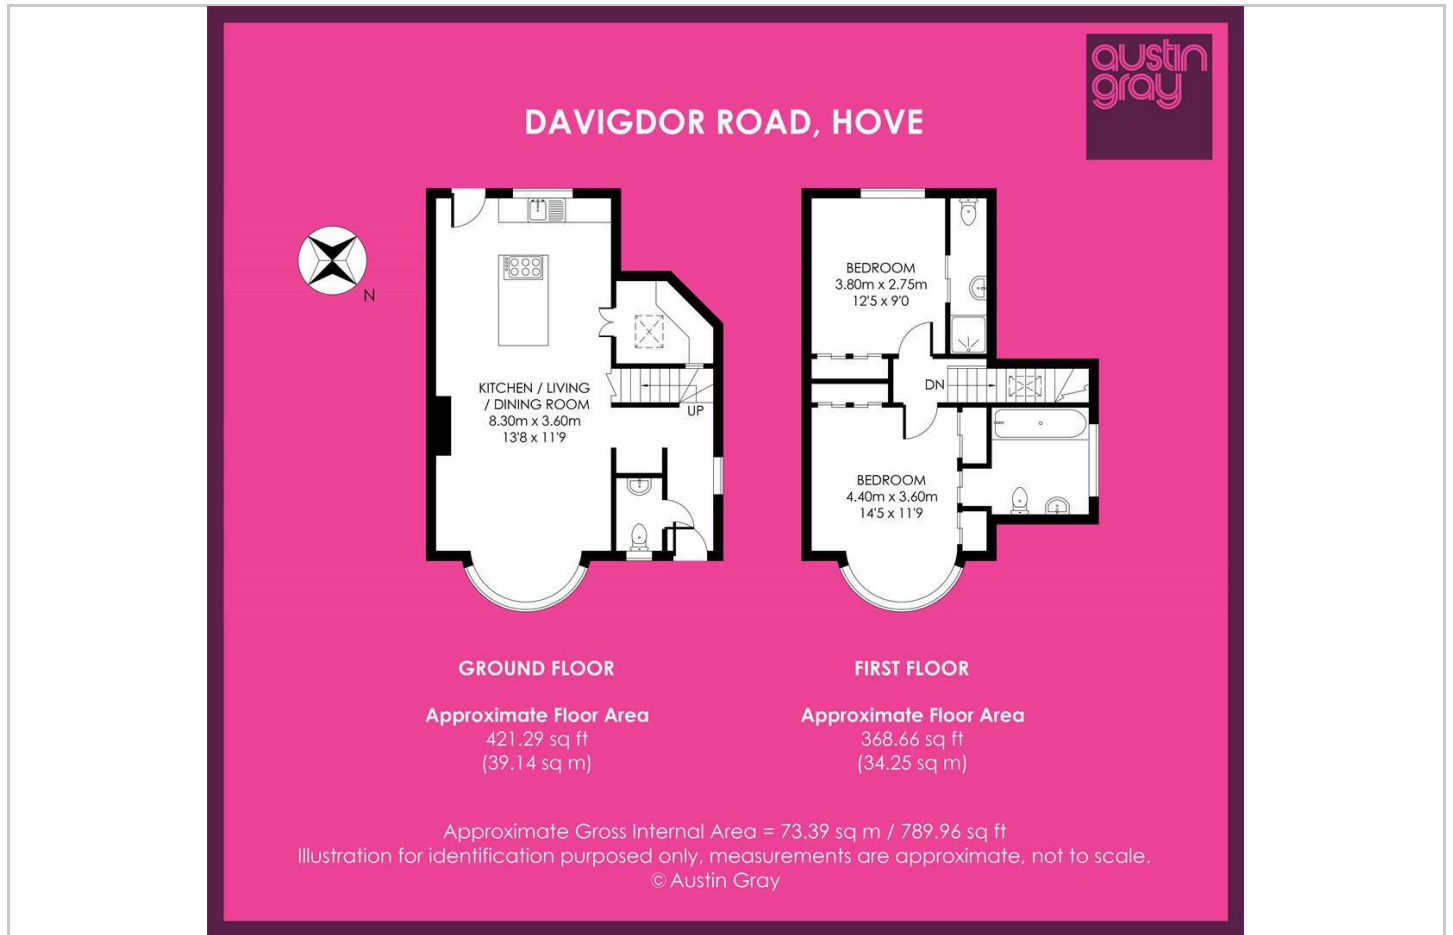 austin
gray
DAVIGDOR ROAD, HOVE
N
KITCHEN / LIVING
/ DINING ROOM
8.30m x 3.60m
13'8 x 11'9
UP
BEDROOM
3.80m x 2.75m
12'5 x 9'0
DN
BEDROOM
4.40m x 3.60m
14'5 x 11'9
GROUND FLOOR
Approximate Floor Area
421.29 sq ft
(39.14 sq m)
FIRST FLOOR
Approximate Floor Area
368.66 sq ft
(34.25 sq m)
Approximate Gross Internal Area = 73.39 sq m / 789.96 sq ft
Illustration for identification purposed only, measurements are approximate, not to scale.
© Austin Gray